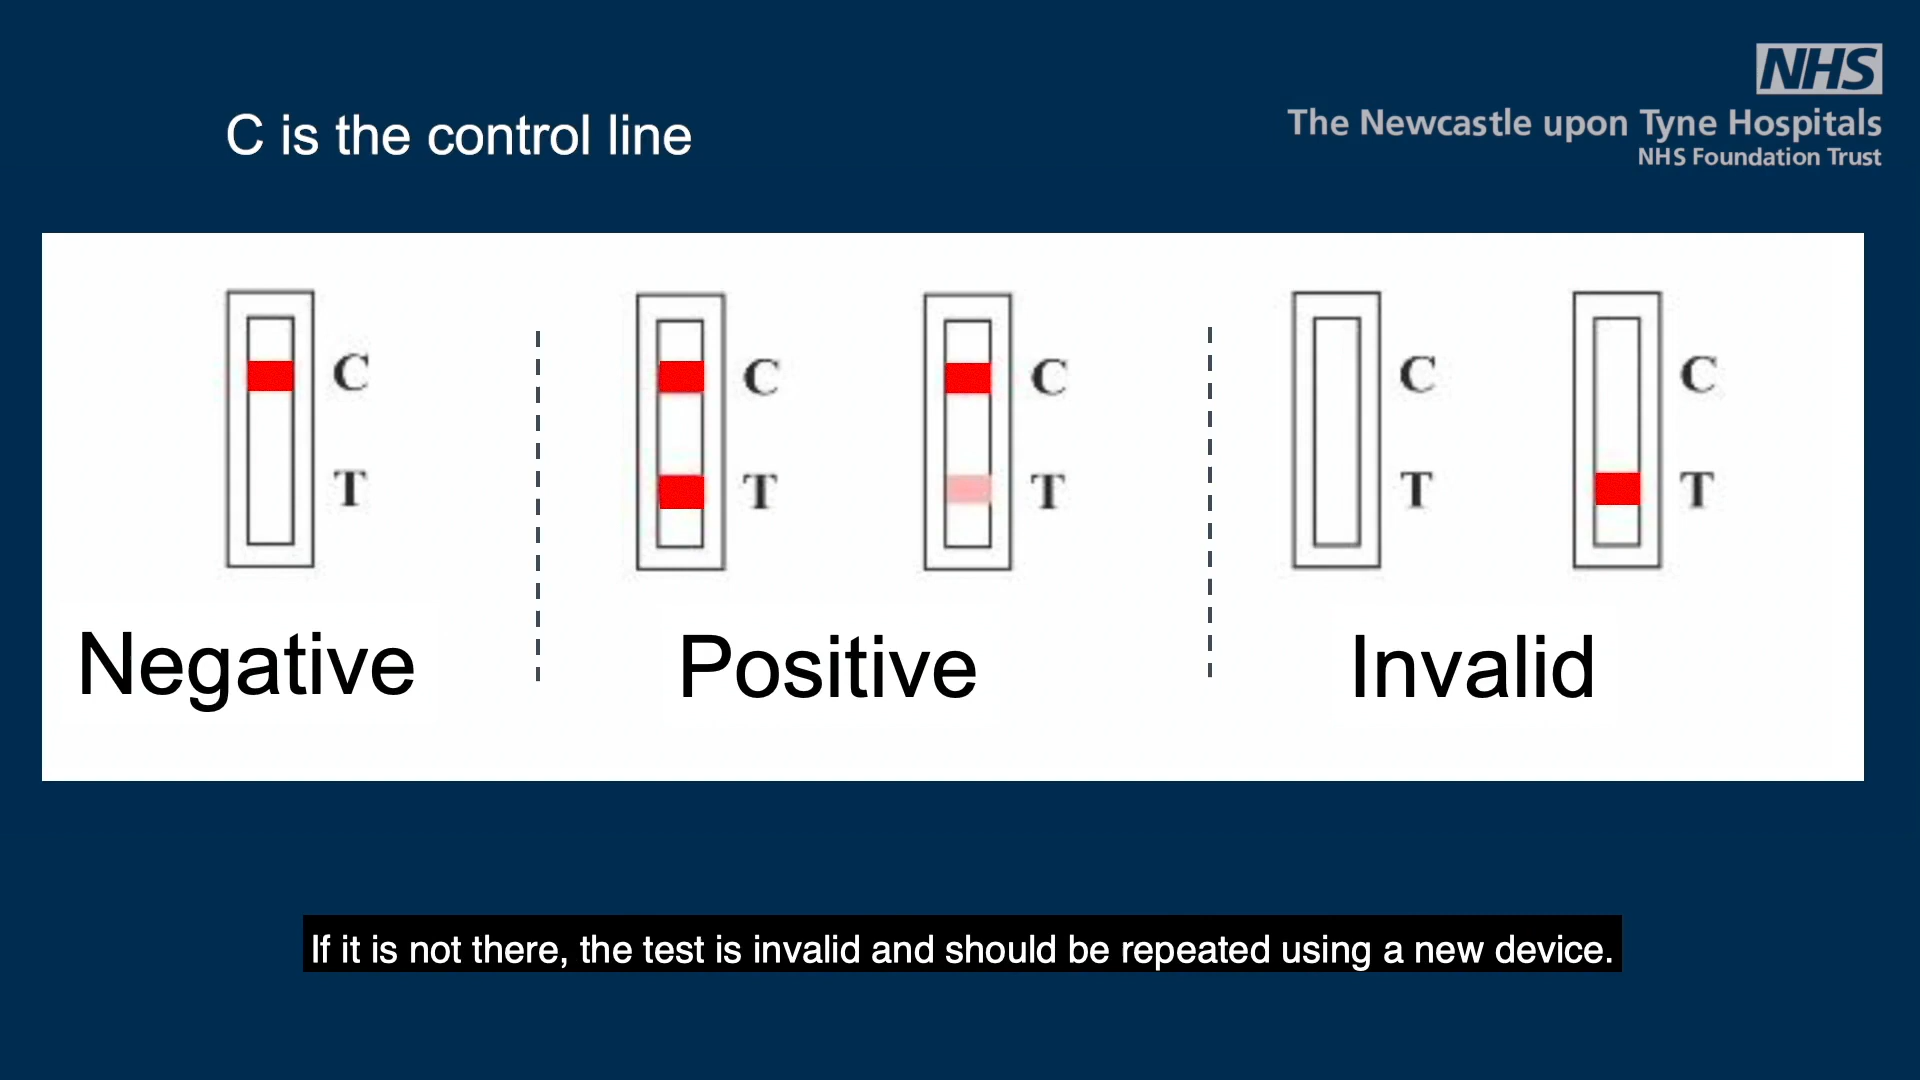 NHS
The Newcastle upon Tyne Hospitals
NHS Foundation Trust
C is the control line
C C C C C
T T T T T
Negative Positive Invalid
If it is not there, the test is invalid and should be repeated using a new device.